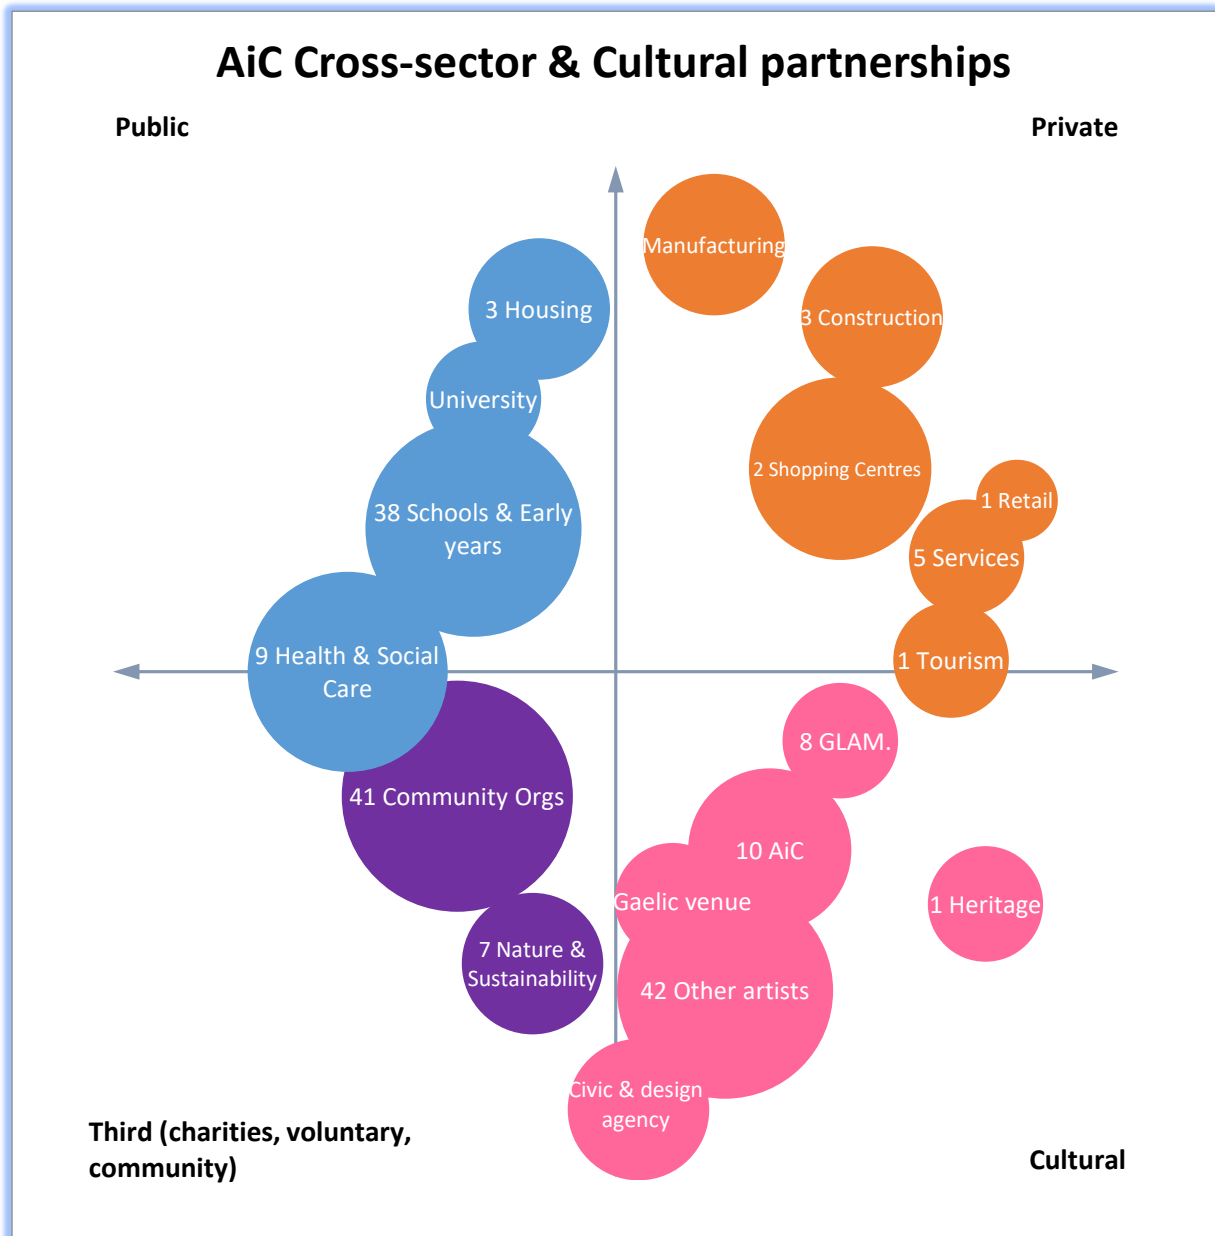 AiC Cross-sector & Cultural partnerships
Public
Private
Manufacturing
3 Housing
3 Construction
University
2 Shopping Centres
1 Retail
38 Schools & Early
years
5 Services
9 Health & Social
Care
1 Tourism
8 GLAM.
41 Community Orgs
10 AiC
Gaelic venue
1 Heritage
7 Nature &
Sustainability
42 Other artists
Civic & design
agency
Third (charities, voluntary,
community)
Cultural